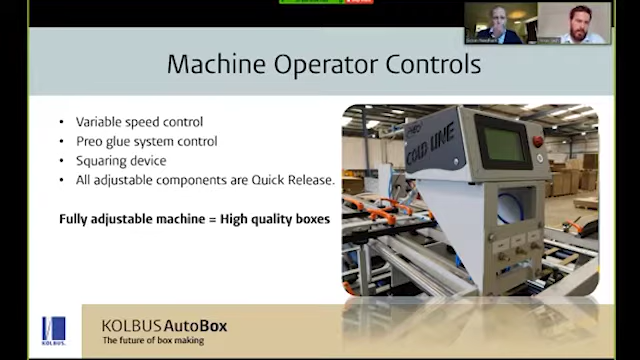 Machine Operator Controls
• Variable speed control
• Preo glue system control
• Squaring device
• All adjustable components are Quick Release.
Fully adjustable machine = High quality boxes
COLD LINE
KOLBUS.
KOLBUS AutoBox
The future of box making